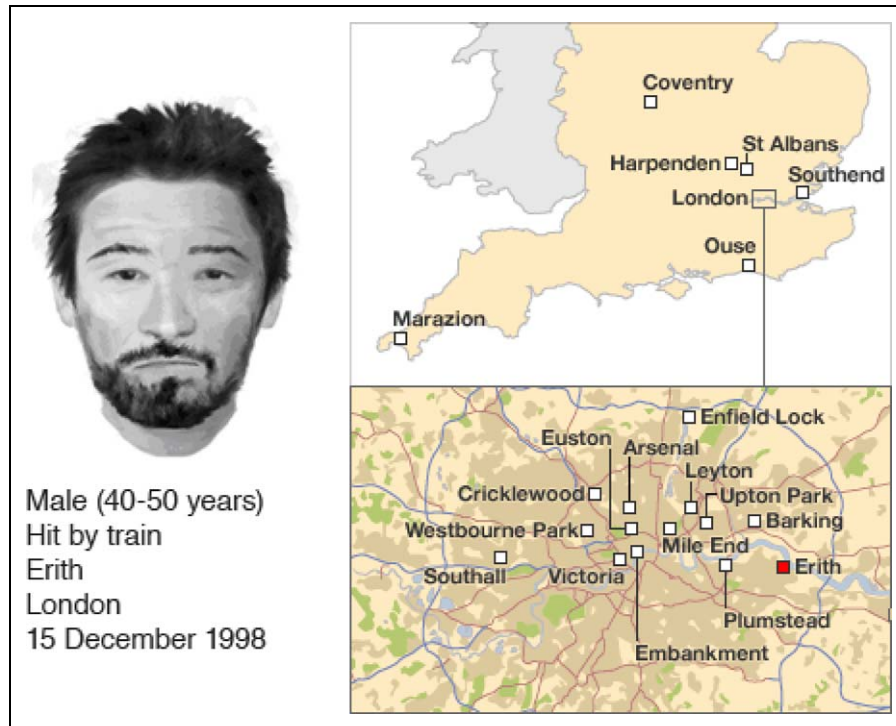 Male (40-50 years)
Hit by train
Erith
London
15 December 1998
Coventry
St Albans
Harpenden
Southend
London
Ouse
Marazion
Enfield Lock
Euston
Arsenal
Leyton
Cricklewood
Upton Park
Westbourne Park
Barking
Mile End
Southall
Victoria
Erith
Plumstead
Embankment